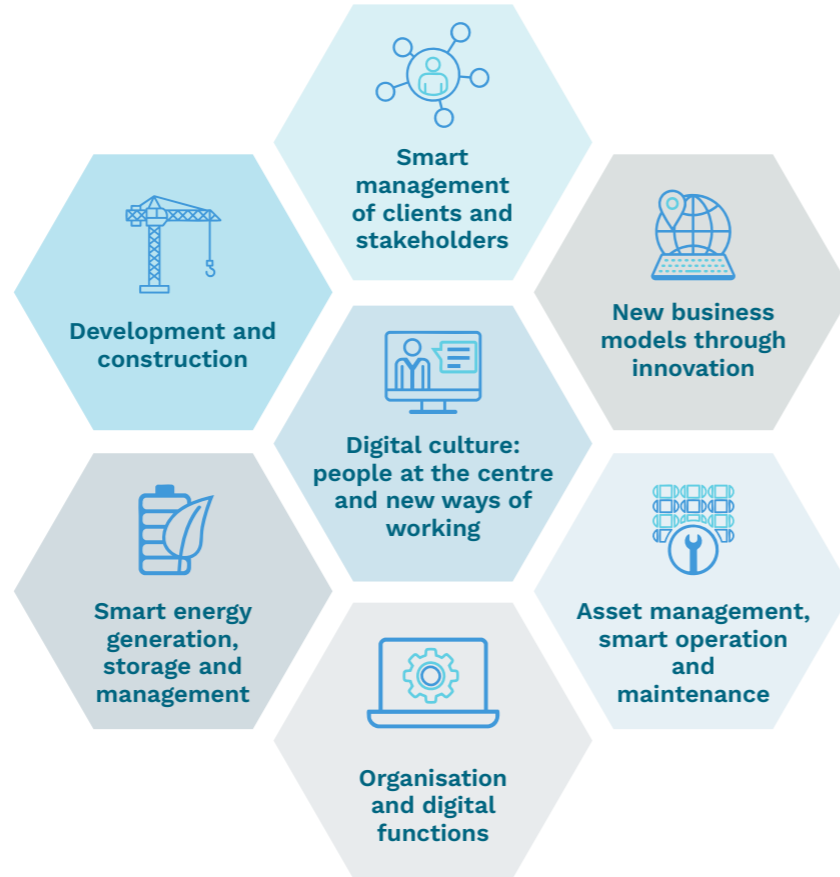 Smart
management
of clients and
stakeholders
Development and
construction
New business
models through
innovation
Digital culture:
people at the centre
and new ways of
working
Smart energy
generation,
storage and
management
Asset management,
smart operation
and
maintenance
Organisation
and digital
functions